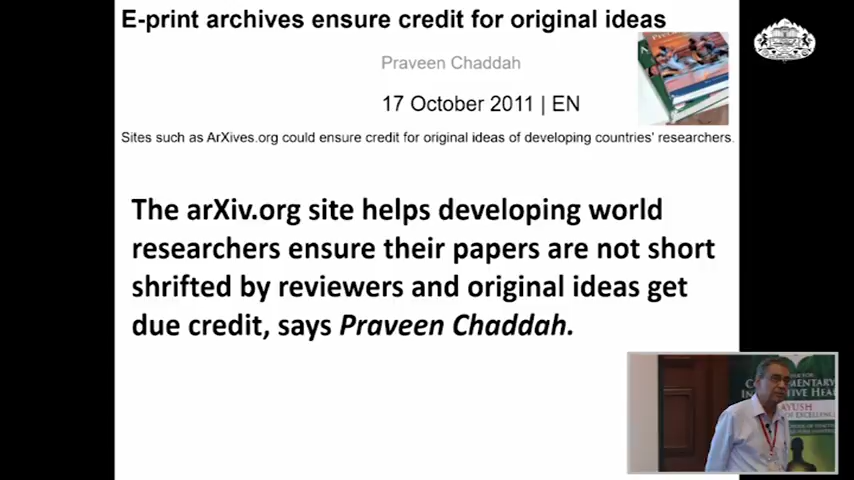 E-print archives ensure credit for original ideas
Praveen Chaddah
17 October 2011 | EN
Sites such as ArXives.org could ensure credit for original ideas of developing countries' researchers.
The arXiv.org site helps developing world
researchers ensure their papers are not short
shrifted by reviewers and original ideas get
due credit, says Praveen Chaddah.
AYUSH